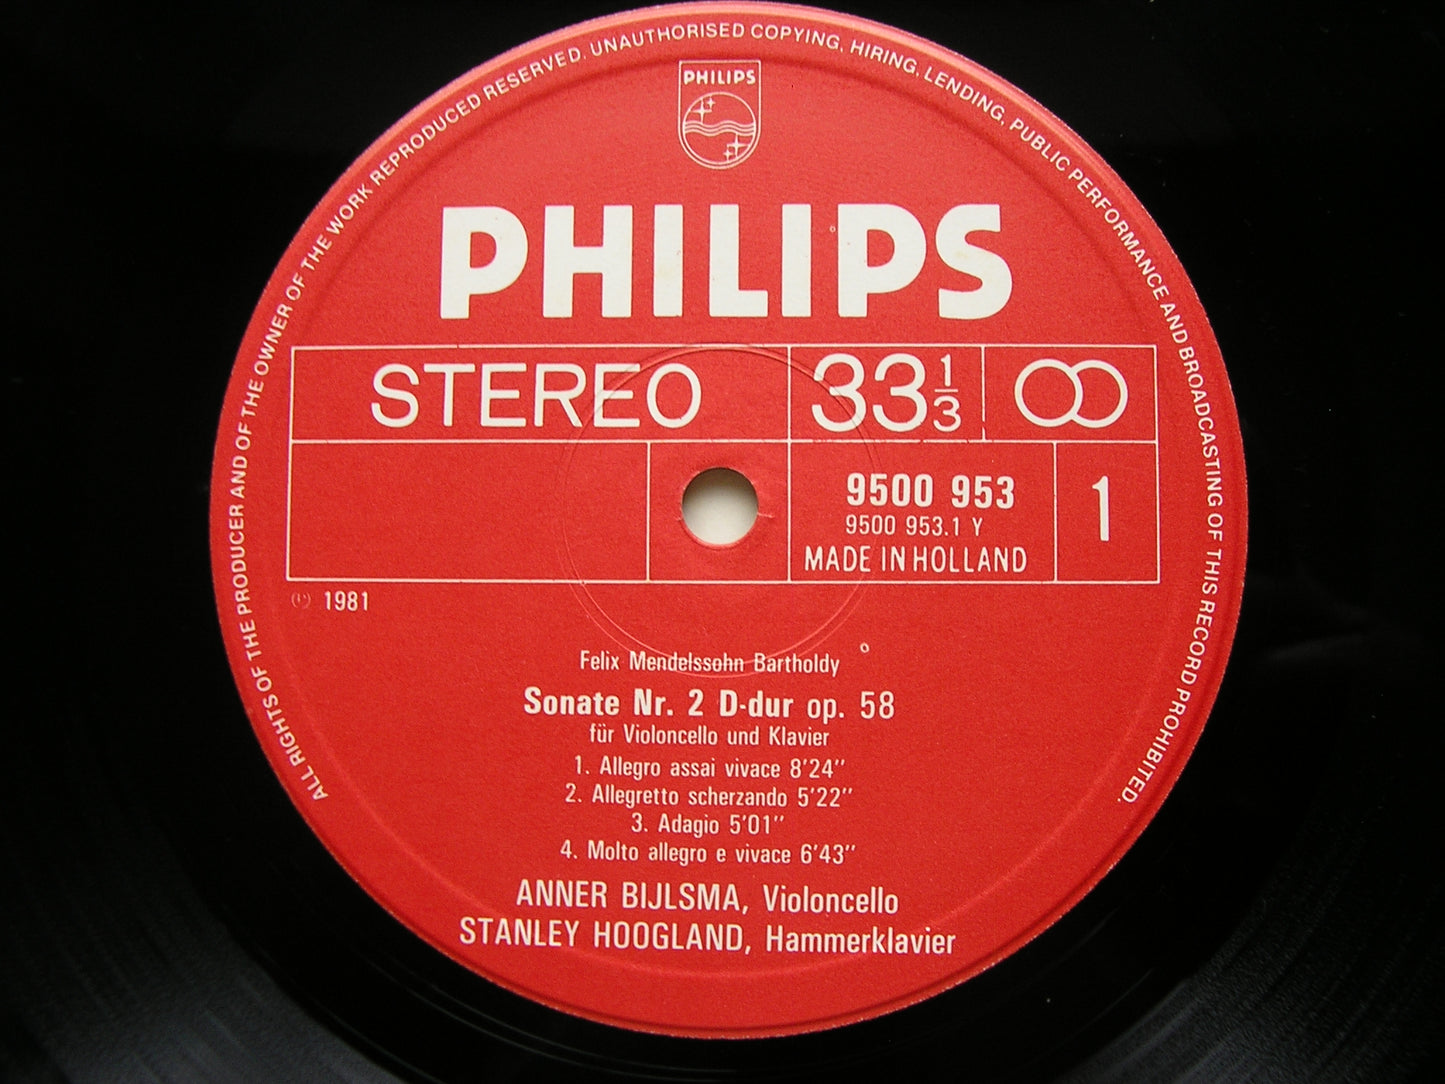 ALL RIGHTS OF THE PRODUCER AND OF THE OWNER OF THE WORK REPRODUCED RESERVED. UNAUTHORISED COPYING, HIRING, LENDING, PUBLIC PERFORMANCE AND BROADCASTING OF THIS RECORD PROHIBITED.
PHILIPS
PHILIPS
STEREO
33 1/3
9500 953
9500 953.1 Y
MADE IN HOLLAND
1
℗ 1981
Felix Mendelssohn Bartholdy
Sonate Nr. 2 D-dur op. 58
für Violoncello und Klavier
1. Allegro assai vivace 8'24''
2. Allegretto scherzando 5'22''
3. Adagio 5'01''
4. Molto allegro e vivace 6'43''
ANNER BIJLSMA, Violoncello
STANLEY HOOGLAND, Hammerklavier